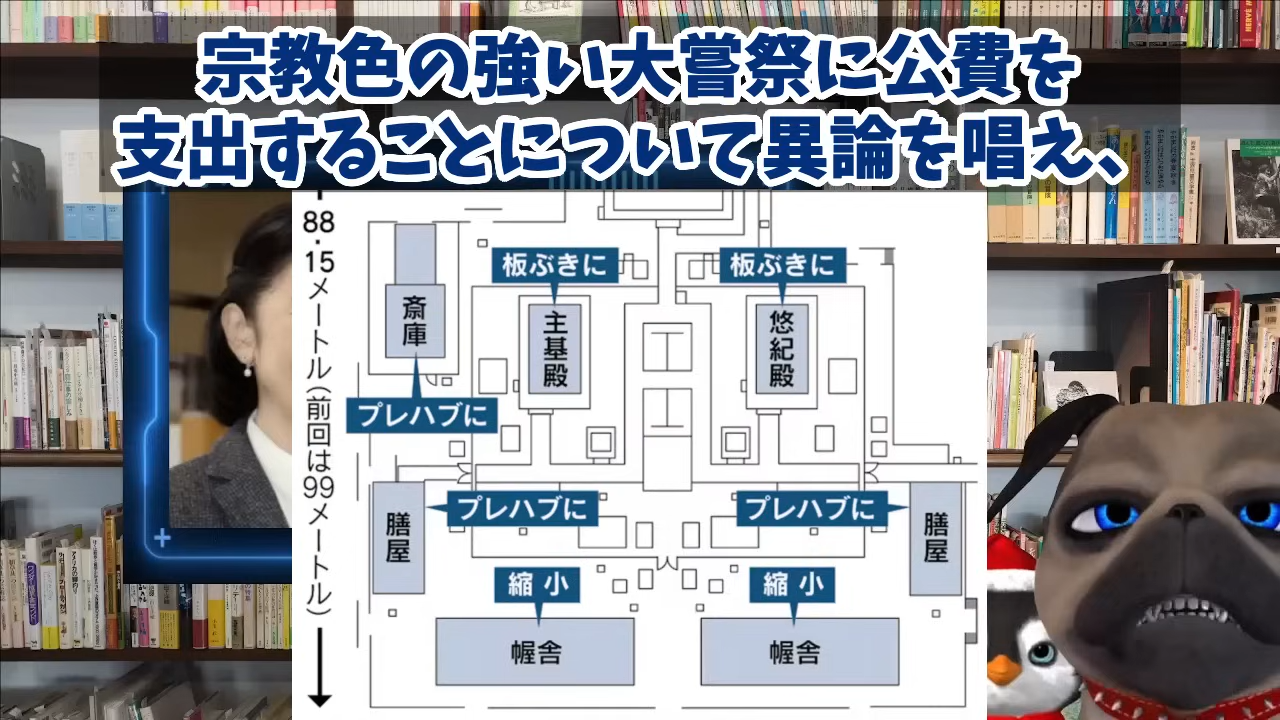 宗教色の強い大嘗祭に公費を
支出することについて異論を唱え、
88・15メートル(前回は99メートル)
板ぶきに
板ぶきに
斎庫
主基殿
悠紀殿
プレハブに
プレハブに
プレハブに
膳屋
膳屋
縮小
縮小
幄舎
幄舎